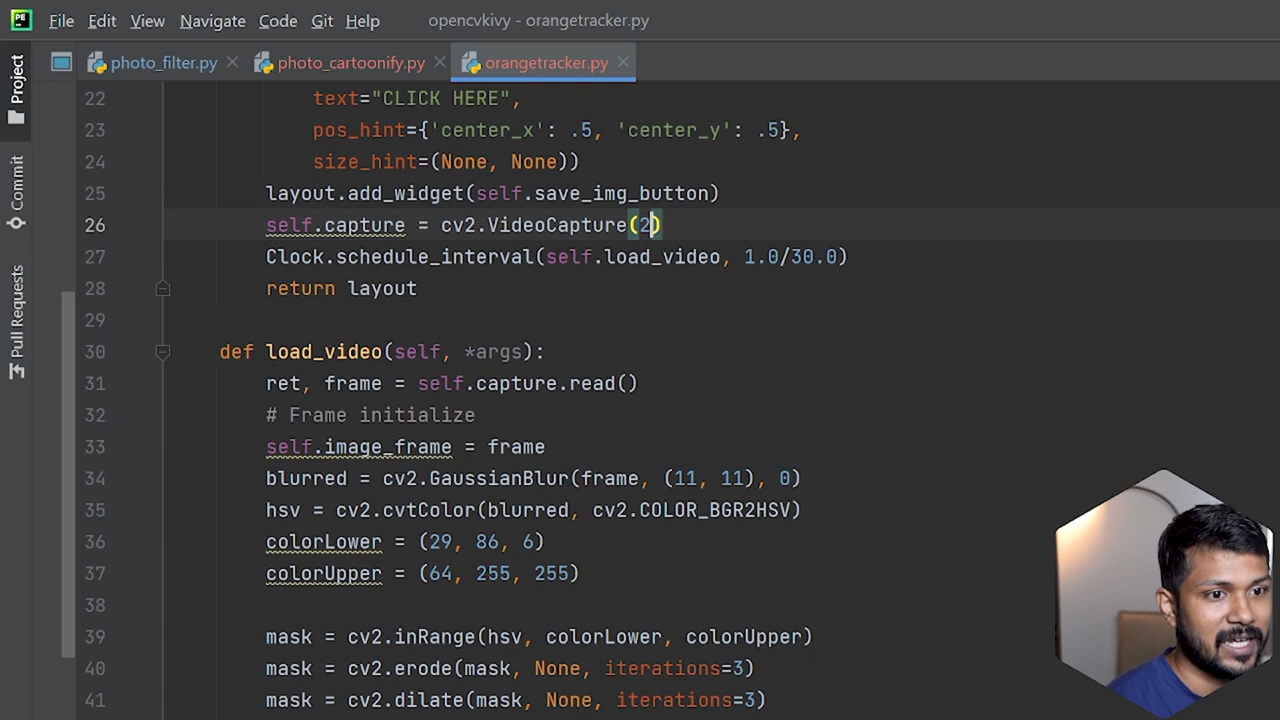 PE File Edit View Navigate Code Git Help opencvkivy - orangetracker.py
Project
photo_filter.py photo_cartoonify.py orangetracker.py
22 text="CLICK HERE",
23 pos_hint={'center_x': .5, 'center_y': .5},
24 size_hint=(None, None))
25 layout.add_widget(self.save_img_button)
26 self.capture = cv2.VideoCapture(2)
27 Clock.schedule_interval(self.load_video, 1.0/30.0)
28 return layout
29
30 def load_video(self, *args):
31 ret, frame = self.capture.read()
32 # Frame initialize
33 self.image_frame = frame
34 blurred = cv2.GaussianBlur(frame, (11, 11), 0)
35 hsv = cv2.cvtColor(blurred, cv2.COLOR_BGR2HSV)
36 colorLower = (29, 86, 6)
37 colorUpper = (64, 255, 255)
38
39 mask = cv2.inRange(hsv, colorLower, colorUpper)
40 mask = cv2.erode(mask, None, iterations=3)
41 mask = cv2.dilate(mask, None, iterations=3)
Commit
Pull Requests